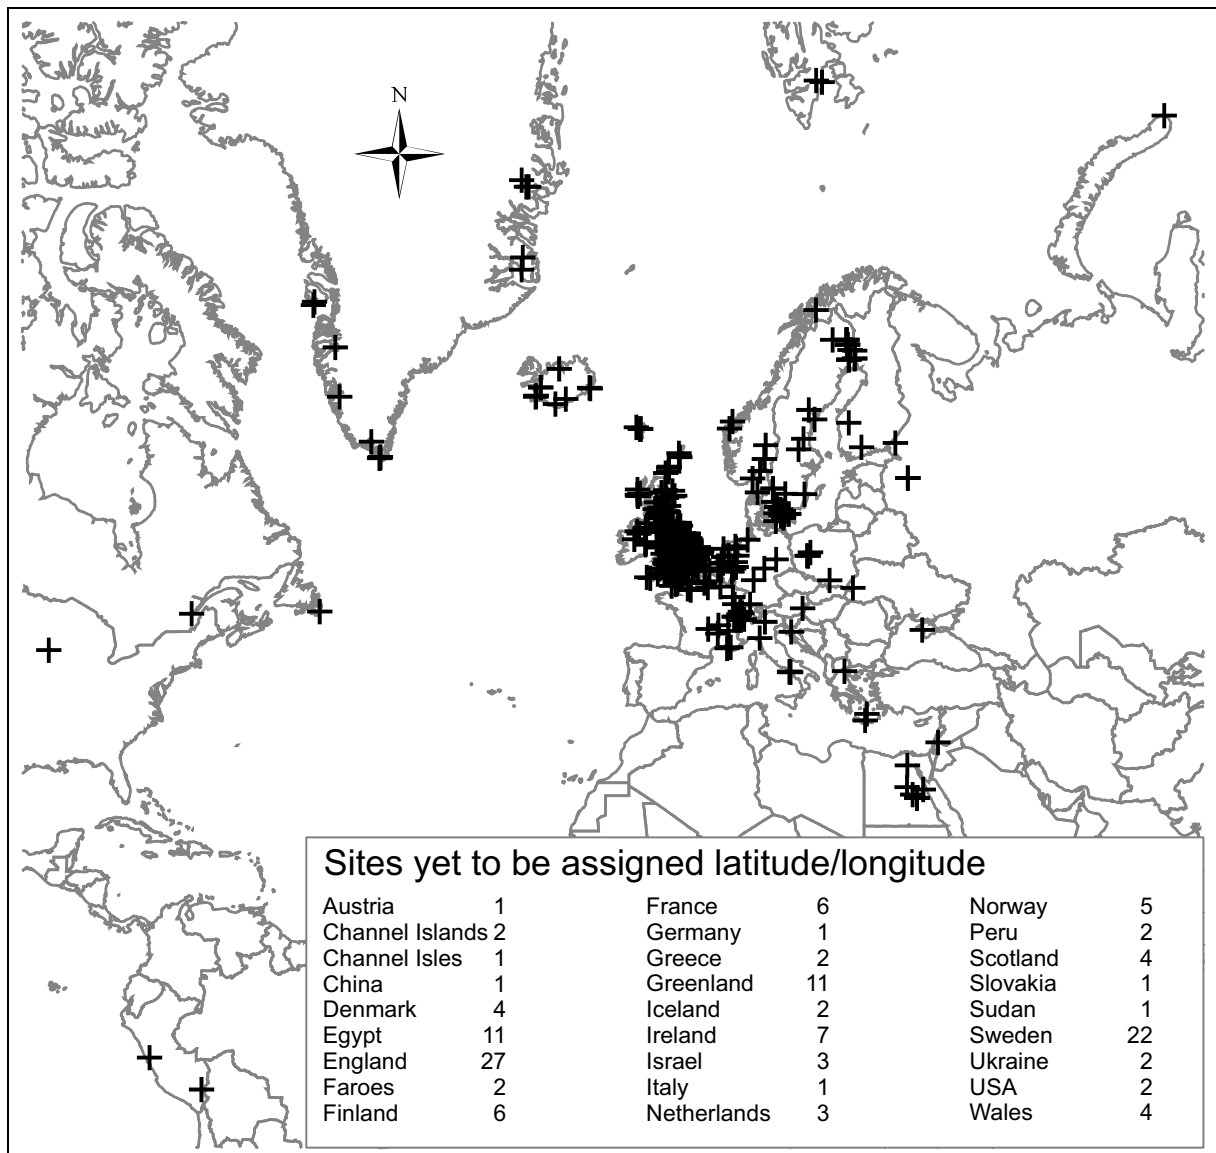 N
Sites yet to be assigned latitude/longitude
Austria 1
Channel Islands 2
Channel Isles 1
China 1
Denmark 4
Egypt 11
England 27
Faroes 2
Finland 6
France 6
Germany 1
Greece 2
Greenland 11
Iceland 2
Ireland 7
Israel 3
Italy 1
Netherlands 3
Norway 5
Peru 2
Scotland 4
Slovakia 1
Sudan 1
Sweden 22
Ukraine 2
USA 2
Wales 4